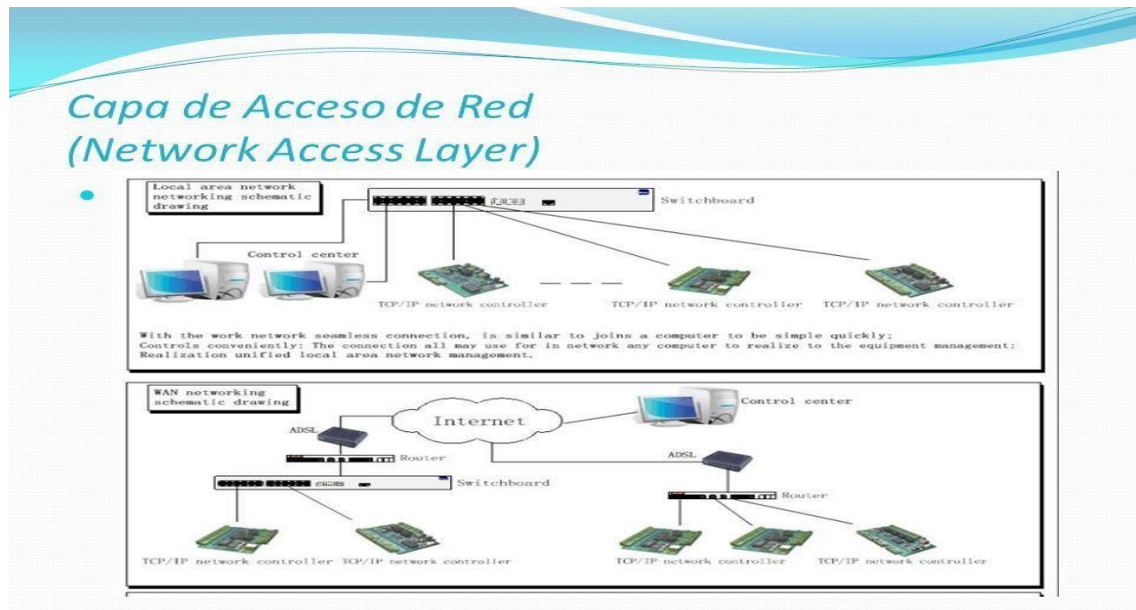 Capa de Acceso de Red
(Network Access Layer)
Local area network
networking schematic
drawing
Switchboard
Control center
TCP/IP network controller
TCP/IP network controller
TCP/IP network controller
With the work network seamless connection, is similar to joins a computer to be simple quickly;
Controls conveniently: The connection all may use for in network any computer to realize to the equipment management;
Realization unified local area network management.
WAN networking
schematic drawing
Internet
Control center
ADSL
Router
Switchboard
ADSL
Router
TCP/IP network controller
TCP/IP network controller
TCP/IP network controller
TCP/IP network controller